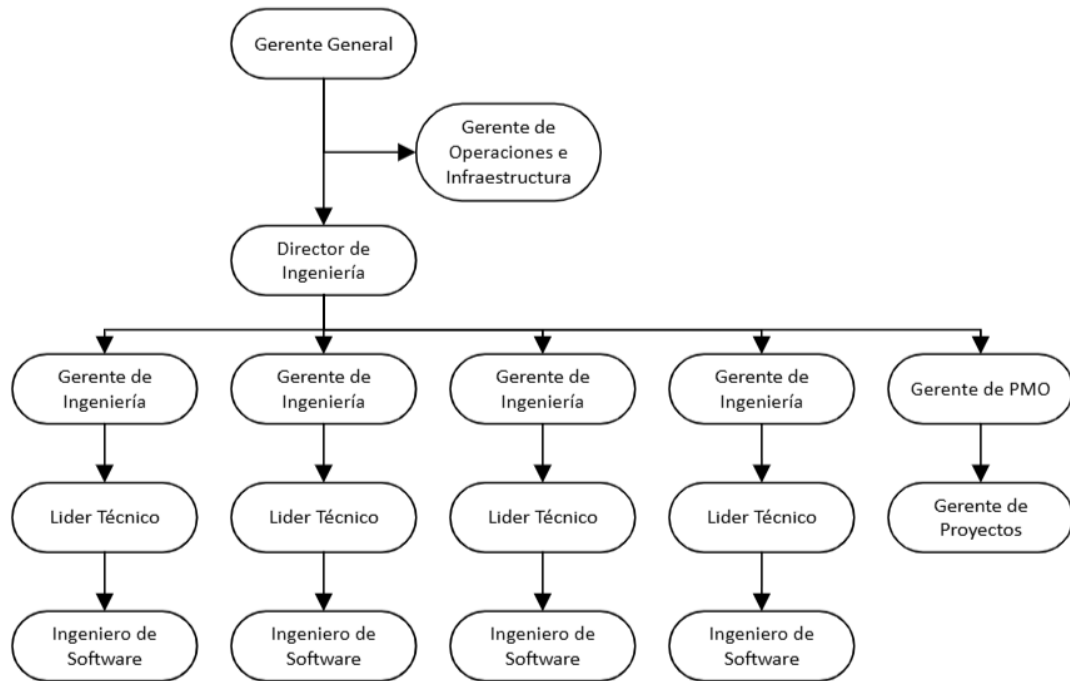 Gerente General
Gerente de
Operaciones e
Infraestructura
Director de
Ingeniería
Gerente de
Ingeniería
Gerente de
Ingeniería
Gerente de
Ingeniería
Gerente de
Ingeniería
Gerente de PMO
Lider Técnico
Lider Técnico
Lider Técnico
Lider Técnico
Gerente de
Proyectos
Ingeniero de
Software
Ingeniero de
Software
Ingeniero de
Software
Ingeniero de
Software